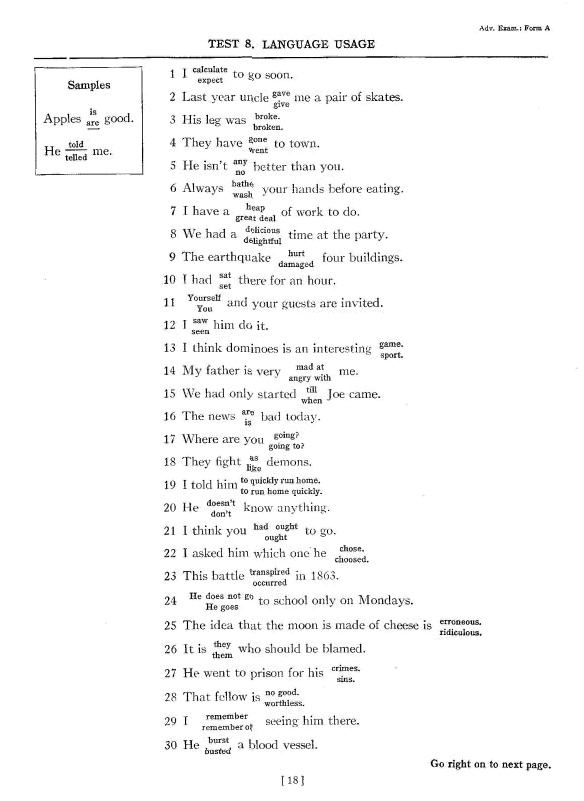 Adv. Exam.: Form A
TEST 8. LANGUAGE USAGE
Samples
Apples is are good.
He told telled me.
1 I calculate expect to go soon.
2 Last year uncle gave give me a pair of skates.
3 His leg was broke. broken.
4 They have gone went to town.
5 He isn't any no better than you.
6 Always bathe wash your hands before eating.
7 I have a heap great deal of work to do.
8 We had a delicious delightful time at the party.
9 The earthquake hurt damaged four buildings.
10 I had sat set there for an hour.
11 Yourself You and your guests are invited.
12 I saw seen him do it.
13 I think dominoes is an interesting game. sport.
14 My father is very mad at angry with me.
15 We had only started till when Joe came.
16 The news are is bad today.
17 Where are you going? going to?
18 They fight as like demons.
19 I told him to quickly run home. to run home quickly.
20 He doesn't don't know anything.
21 I think you had ought ought to go.
22 I asked him which one he chose. choosed.
23 This battle transpired occurred in 1863.
24 He does not go He goes to school only on Mondays.
25 The idea that the moon is made of cheese is erroneous. ridiculous.
26 It is they them who should be blamed.
27 He went to prison for his crimes. sins.
28 That fellow is no good. worthless.
29 I remember remember of seeing him there.
30 He burst busted a blood vessel.
Go right on to next page.
[ 18 ]